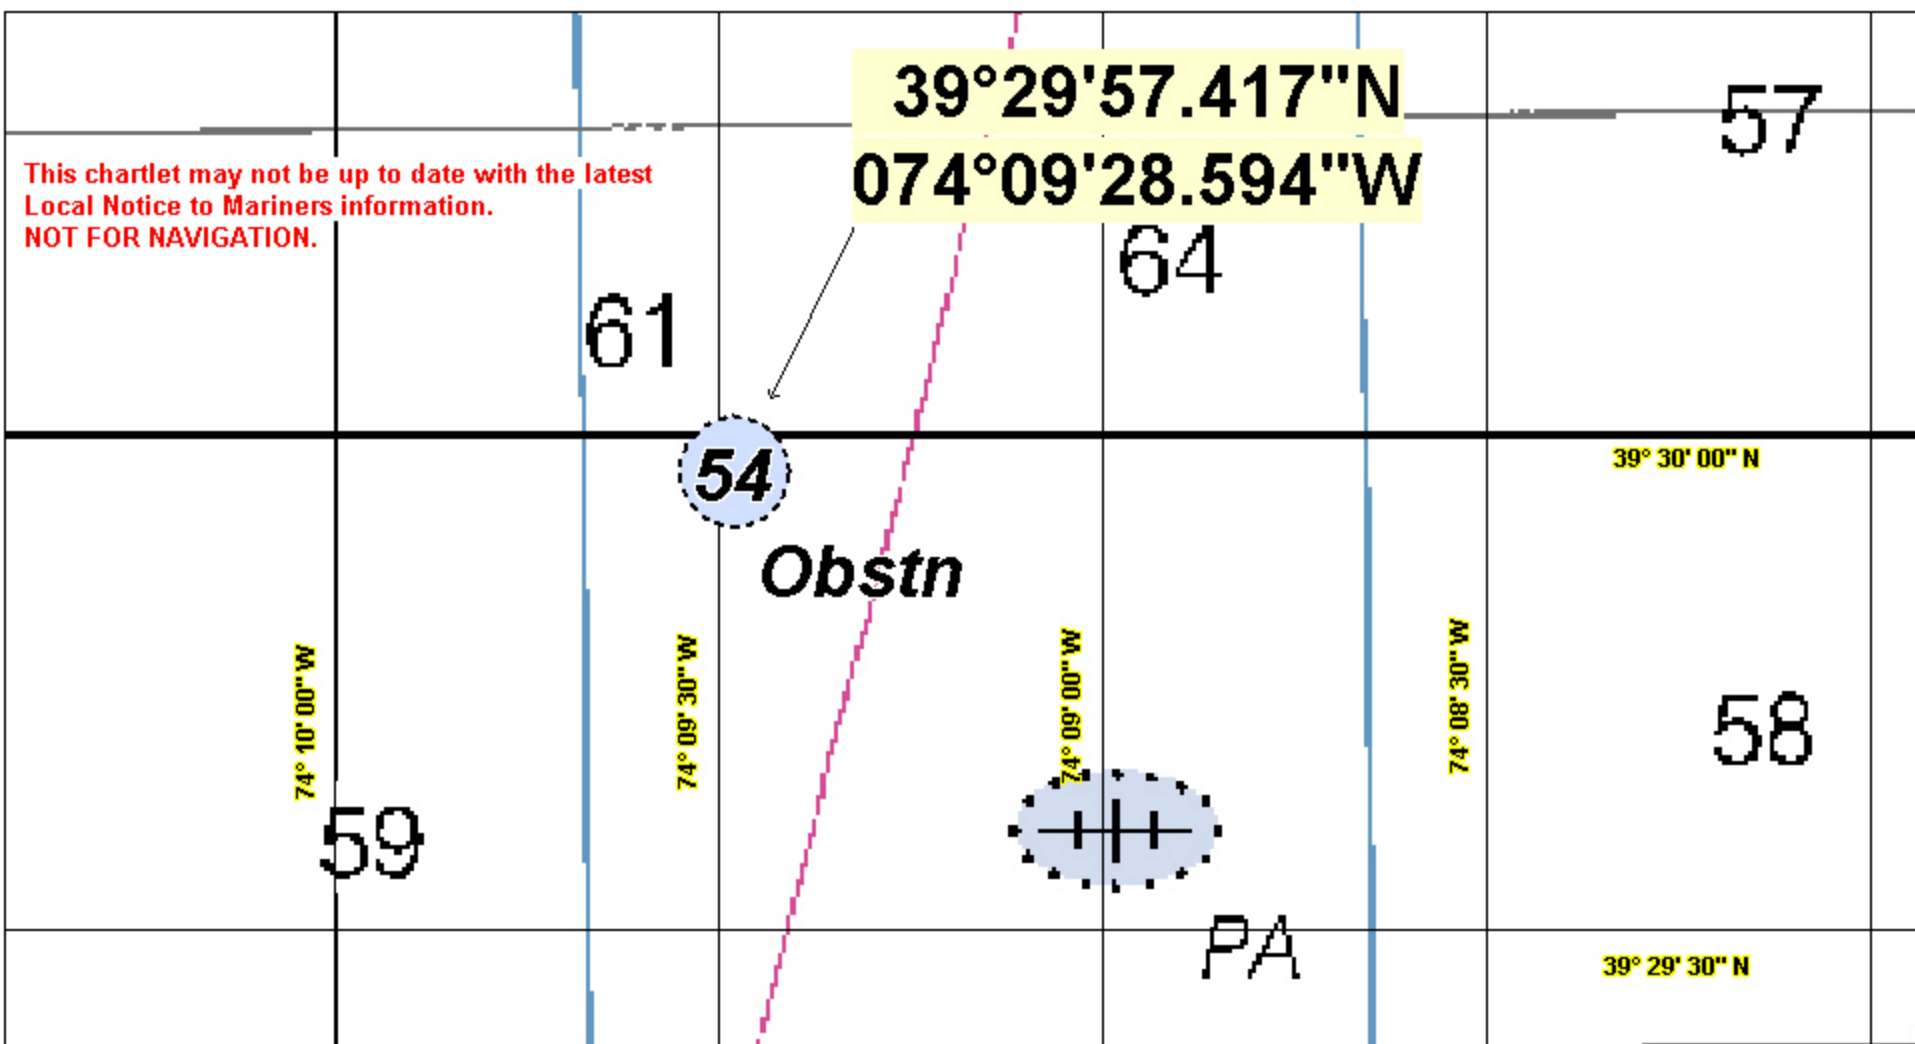 39°29'57.417"N
074°09'28.594"W
57
This chartlet may not be up to date with the latest
Local Notice to Mariners information.
NOT FOR NAVIGATION.
64
61
39° 30' 00" N
54
Obstn
74° 10' 00" W
74° 09' 30" W
74° 09' 00" W
74° 08' 30" W
58
59
PA
39° 29' 30" N